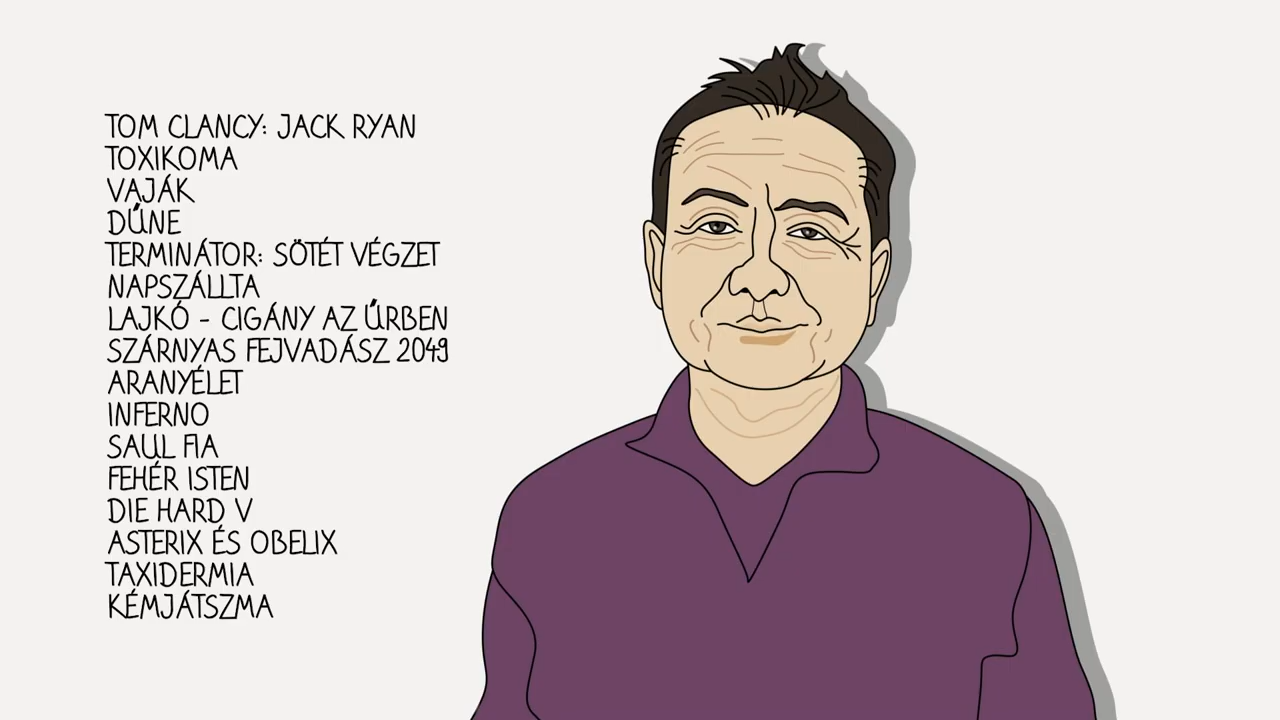 TOM CLANCY: JACK RYAN
TOXIKOMA
VAJÁK
DŰNE
TERMINÁTOR: SÖTÉT VÉGZET
NAPSZÁLLTA
LAJKÓ - CIGÁNY AZ ŰRBEN
SZÁRNYAS FEJVADÁSZ 2049
ARANYÉLET
INFERNO
SAUL FIA
FEHÉR ISTEN
DIE HARD V
ASTERIX ÉS OBELIX
TAXIDERMIA
KÉMJÁTSZMA